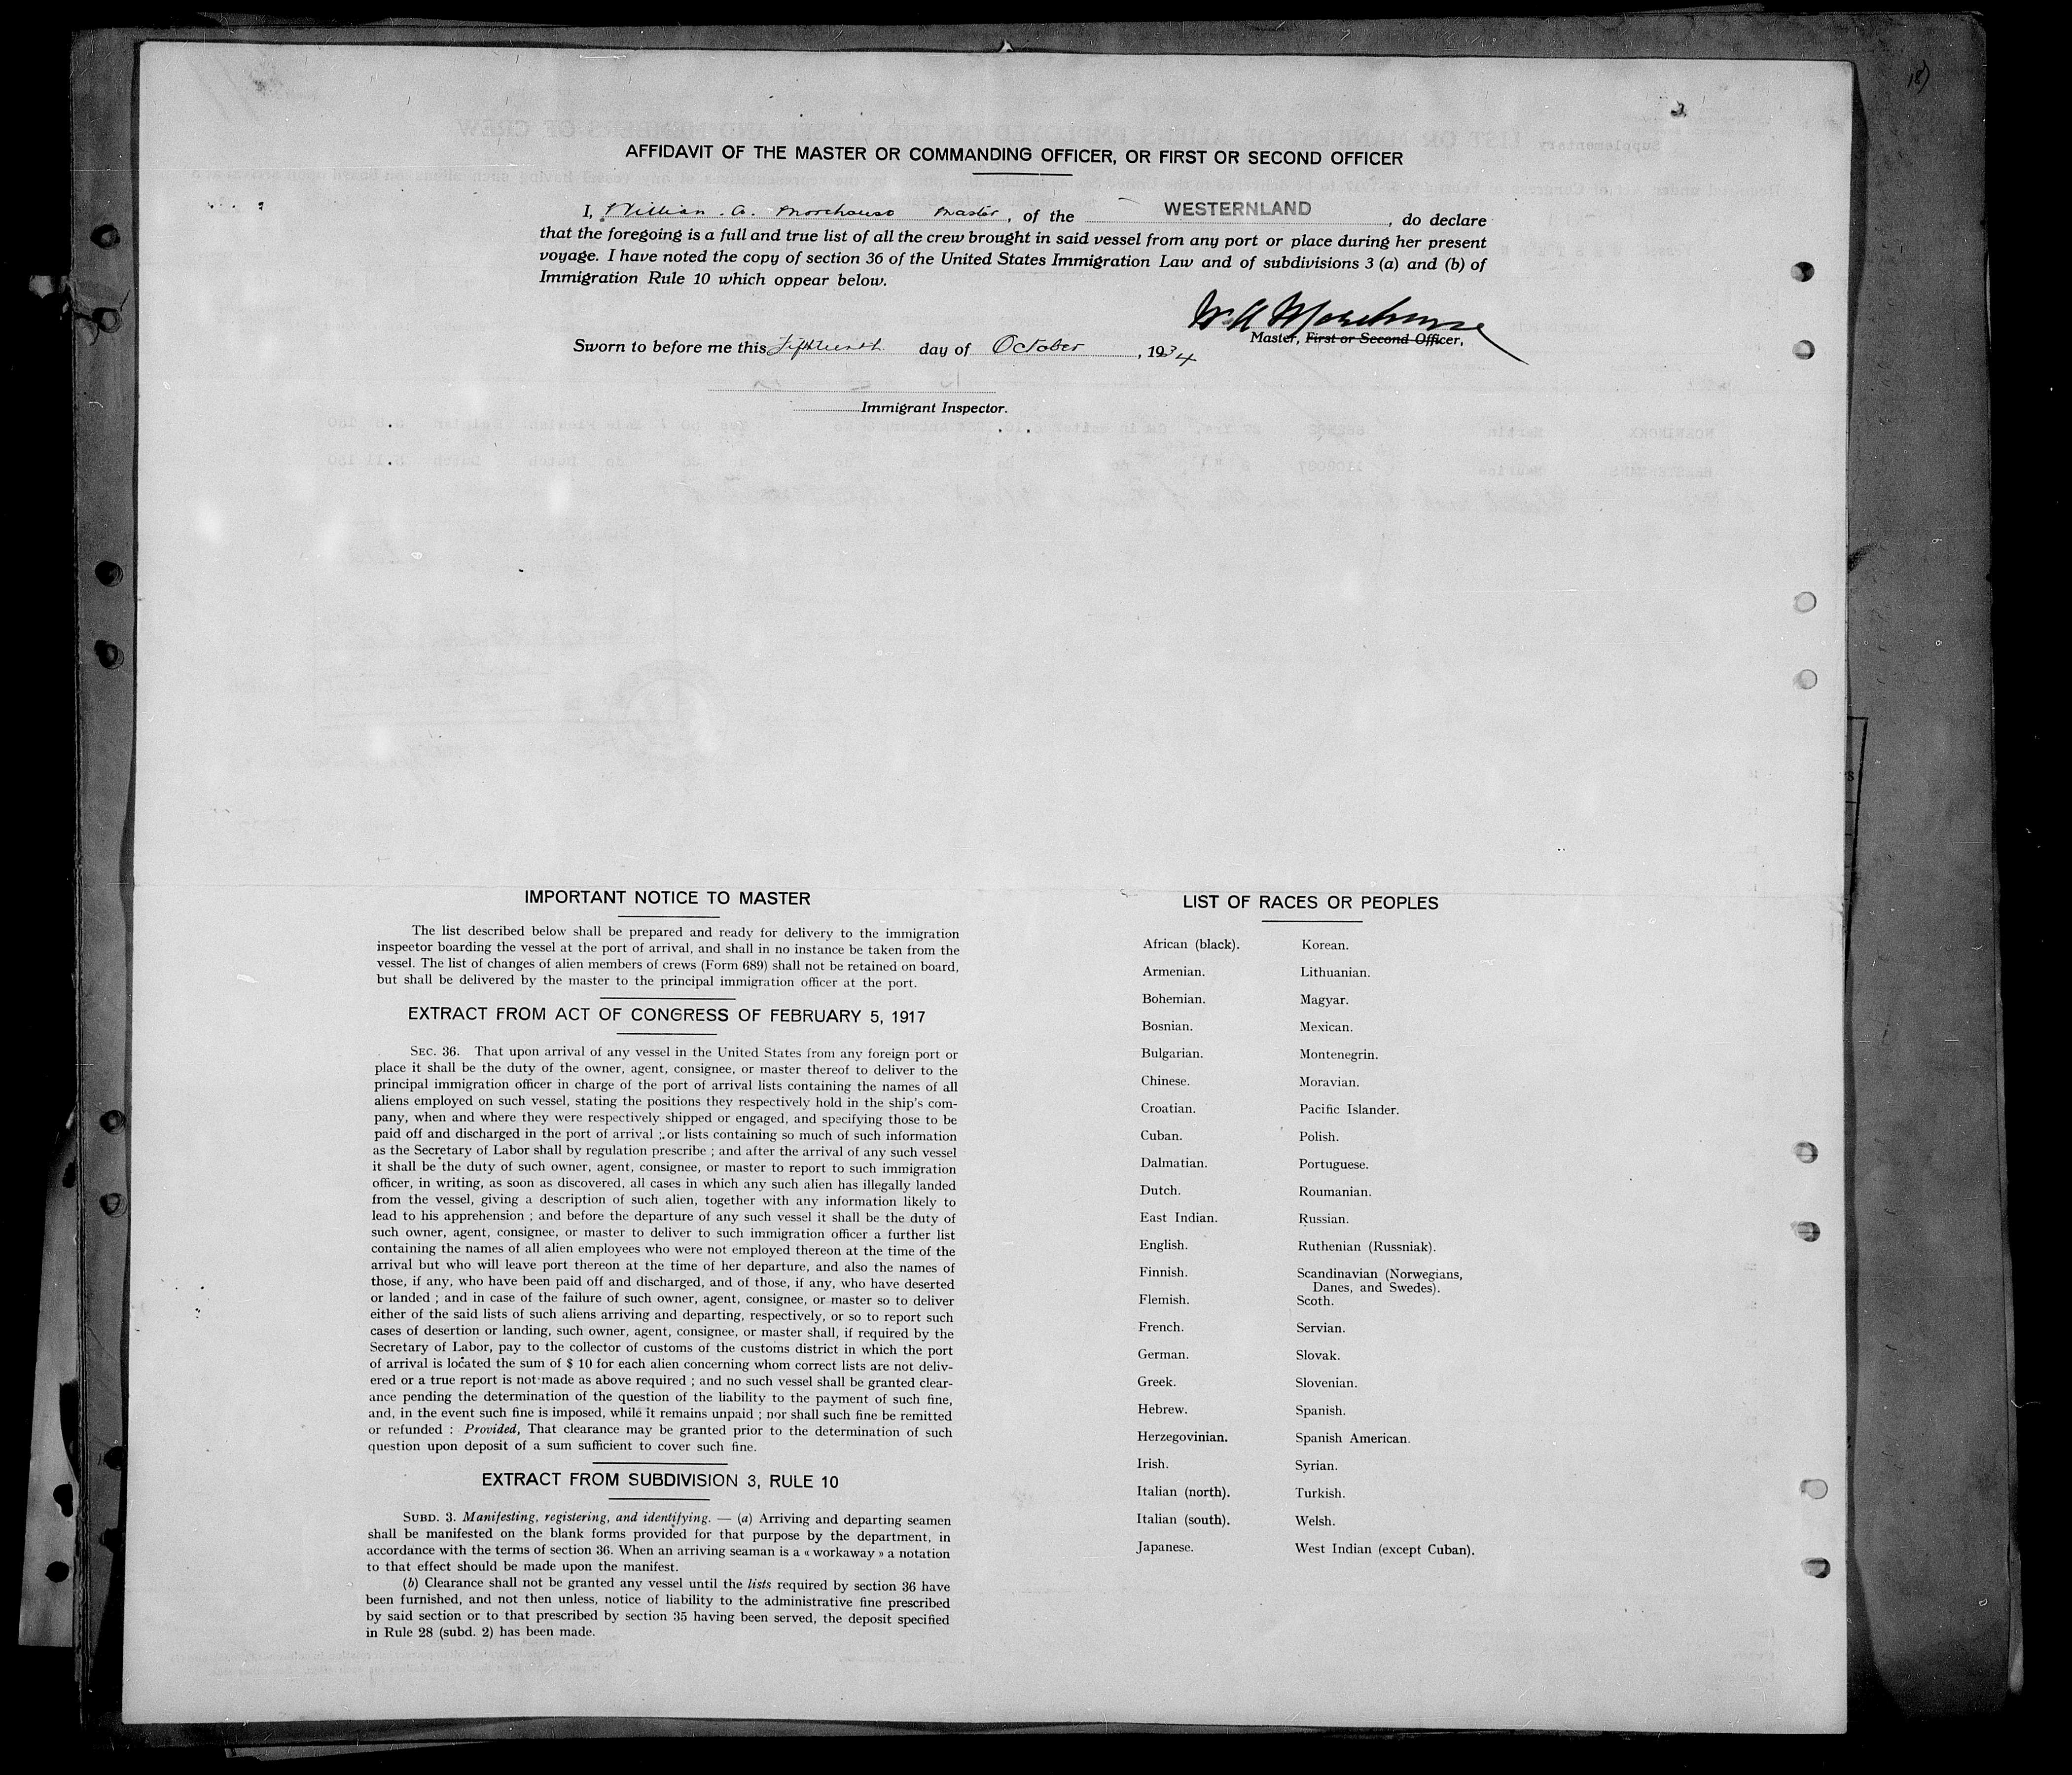 AFFIDAVIT OF THE MASTER OR COMMANDING OFFICER, OR FIRST OR SECOND OFFICER
I, William A. Morehouse Master, of the WESTERNLAND, do declare
that the foregoing is a full and true list of all the crew brought in said vessel from any port or place during her present
voyage. I have noted the copy of section 36 of the United States Immigration Law and of subdivisions 3 (a) and (b) of
Immigration Rule 10 which oppear below.
W A Morehouse
Master, First or Second Officer,
Sworn to before me this Fifteenth day of October, 1934
Immigrant Inspector.
IMPORTANT NOTICE TO MASTER
The list described below shall be prepared and ready for delivery to the immigration
inspector boarding the vessel at the port of arrival, and shall in no instance be taken from the
vessel. The list of changes of alien members of crews (Form 689) shall not be retained on board,
but shall be delivered by the master to the principal immigration officer at the port.
EXTRACT FROM ACT OF CONGRESS OF FEBRUARY 5, 1917
SEC. 36. That upon arrival of any vessel in the United States from any foreign port or
place it shall be the duty of the owner, agent, consignee, or master thereof to deliver to the
principal immigration officer in charge of the port of arrival lists containing the names of all
aliens employed on such vessel, stating the positions they respectively hold in the ship's com-
pany, when and where they were respectively shipped or engaged, and specifying those to be
paid off and discharged in the port of arrival ; or lists containing so much of such information
as the Secretary of Labor shall by regulation prescribe ; and after the arrival of any such vessel
it shall be the duty of such owner, agent, consignee, or master to report to such immigration
officer, in writing, as soon as discovered, all cases in which any such alien has illegally landed
from the vessel, giving a description of such alien, together with any information likely to
lead to his apprehension ; and before the departure of any such vessel it shall be the duty of
such owner, agent, consignee, or master to deliver to such immigration officer a further list
containing the names of all alien employees who were not employed thereon at the time of the
arrival but who will leave port thereon at the time of her departure, and also the names of
those, if any, who have been paid off and discharged, and of those, if any, who have deserted
or landed ; and in case of the failure of such owner, agent, consignee, or master so to deliver
either of the said lists of such aliens arriving and departing, respectively, or so to report such
cases of desertion or landing, such owner, agent, consignee, or master shall, if required by the
Secretary of Labor, pay to the collector of customs of the customs district in which the port
of arrival is located the sum of $ 10 for each alien concerning whom correct lists are not deliv-
ered or a true report is not made as above required ; and no such vessel shall be granted clear-
ance pending the determination of the question of the liability to the payment of such fine,
and, in the event such fine is imposed, while it remains unpaid ; nor shall such fine be remitted
or refunded : Provided, That clearance may be granted prior to the determination of such
question upon deposit of a sum sufficient to cover such fine.
EXTRACT FROM SUBDIVISION 3, RULE 10
SUBD. 3. Manifesting, registering, and identifying. — (a) Arriving and departing seamen
shall be manifested on the blank forms provided for that purpose by the department, in
accordance with the terms of section 36. When an arriving seaman is a « workaway » a notation
to that effect should be made upon the manifest.
(b) Clearance shall not be granted any vessel until the lists required by section 36 have
been furnished, and not then unless, notice of liability to the administrative fine prescribed
by said section or to that prescribed by section 35 having been served, the deposit specified
in Rule 28 (subd. 2) has been made.
LIST OF RACES OR PEOPLES
African (black). Korean.
Armenian. Lithuanian.
Bohemian. Magyar.
Bosnian. Mexican.
Bulgarian. Montenegrin.
Chinese. Moravian.
Croatian. Pacific Islander.
Cuban. Polish.
Dalmatian. Portuguese.
Dutch. Roumanian.
East Indian. Russian.
English. Ruthenian (Russniak).
Finnish. Scandinavian (Norwegians,
Danes, and Swedes).
Flemish. Scoth.
French. Servian.
German. Slovak.
Greek. Slovenian.
Hebrew. Spanish.
Herzegovinian. Spanish American.
Irish. Syrian.
Italian (north). Turkish.
Italian (south). Welsh.
Japanese. West Indian (except Cuban).